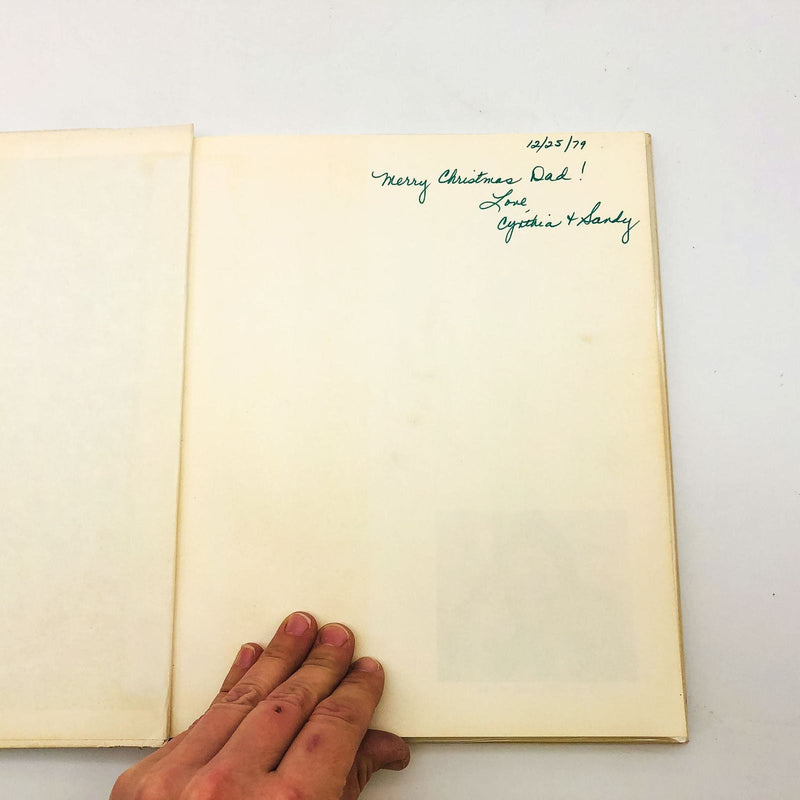 12/25/79
Merry Christmas Dad!
Love,
Cynthia + Sandy